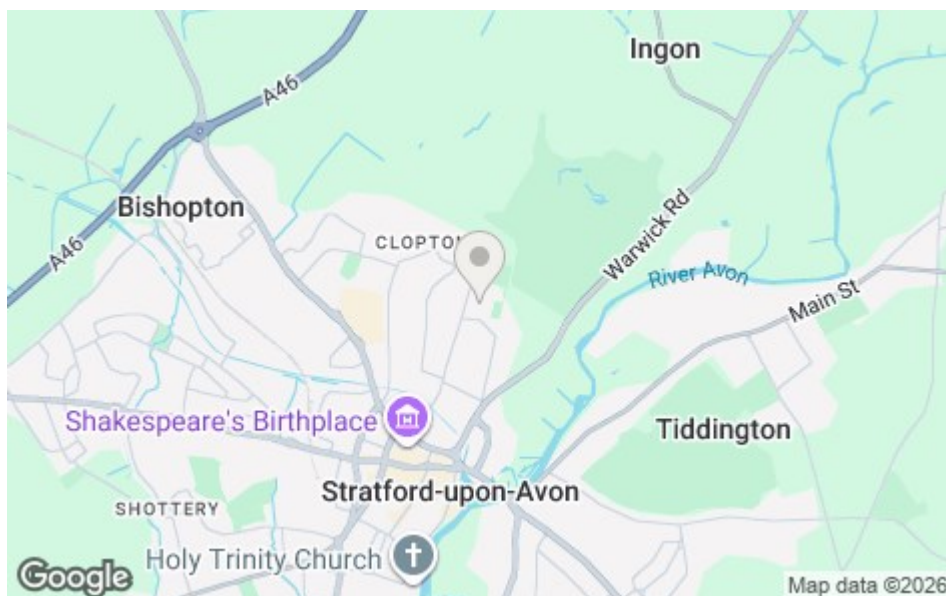 Ingon
A46
Bishopton
CLOPTON
Warwick Rd
A46
River Avon
Main St
Shakespeare's Birthplace
Tiddington
Stratford-upon-Avon
SHOTTERY
Holy Trinity Church
Google
Map data ©2026